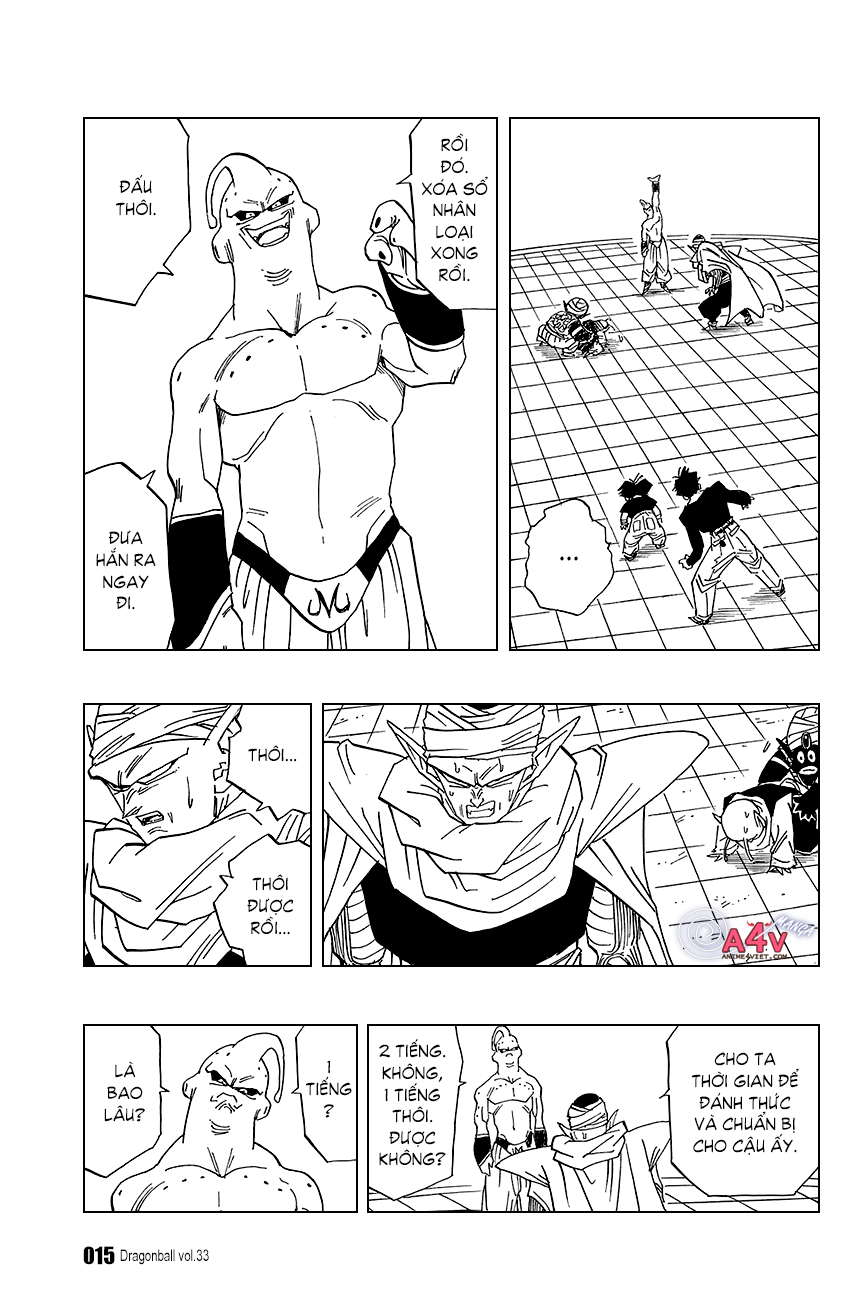 ...
RỒI
ĐÓ.
XÓA SỔ
NHÂN
LOẠI
XONG
RỒI.
ĐẤU
THÔI.
ĐƯA
HẮN RA
NGAY
ĐI.
THÔI...
THÔI
ĐƯỢC
RỒI...
MANGA
A4V
ANIME4VIET.COM
CHO TA
THỜI GIAN ĐỂ
ĐÁNH THỨC
VÀ CHUẨN BỊ
CHO CẬU ẤY.
2 TIẾNG.
KHÔNG,
1 TIẾNG
THÔI.
ĐƯỢC
KHÔNG?
1
TIẾNG
?
LÀ
BAO
LÂU?
015 Dragonball vol.33